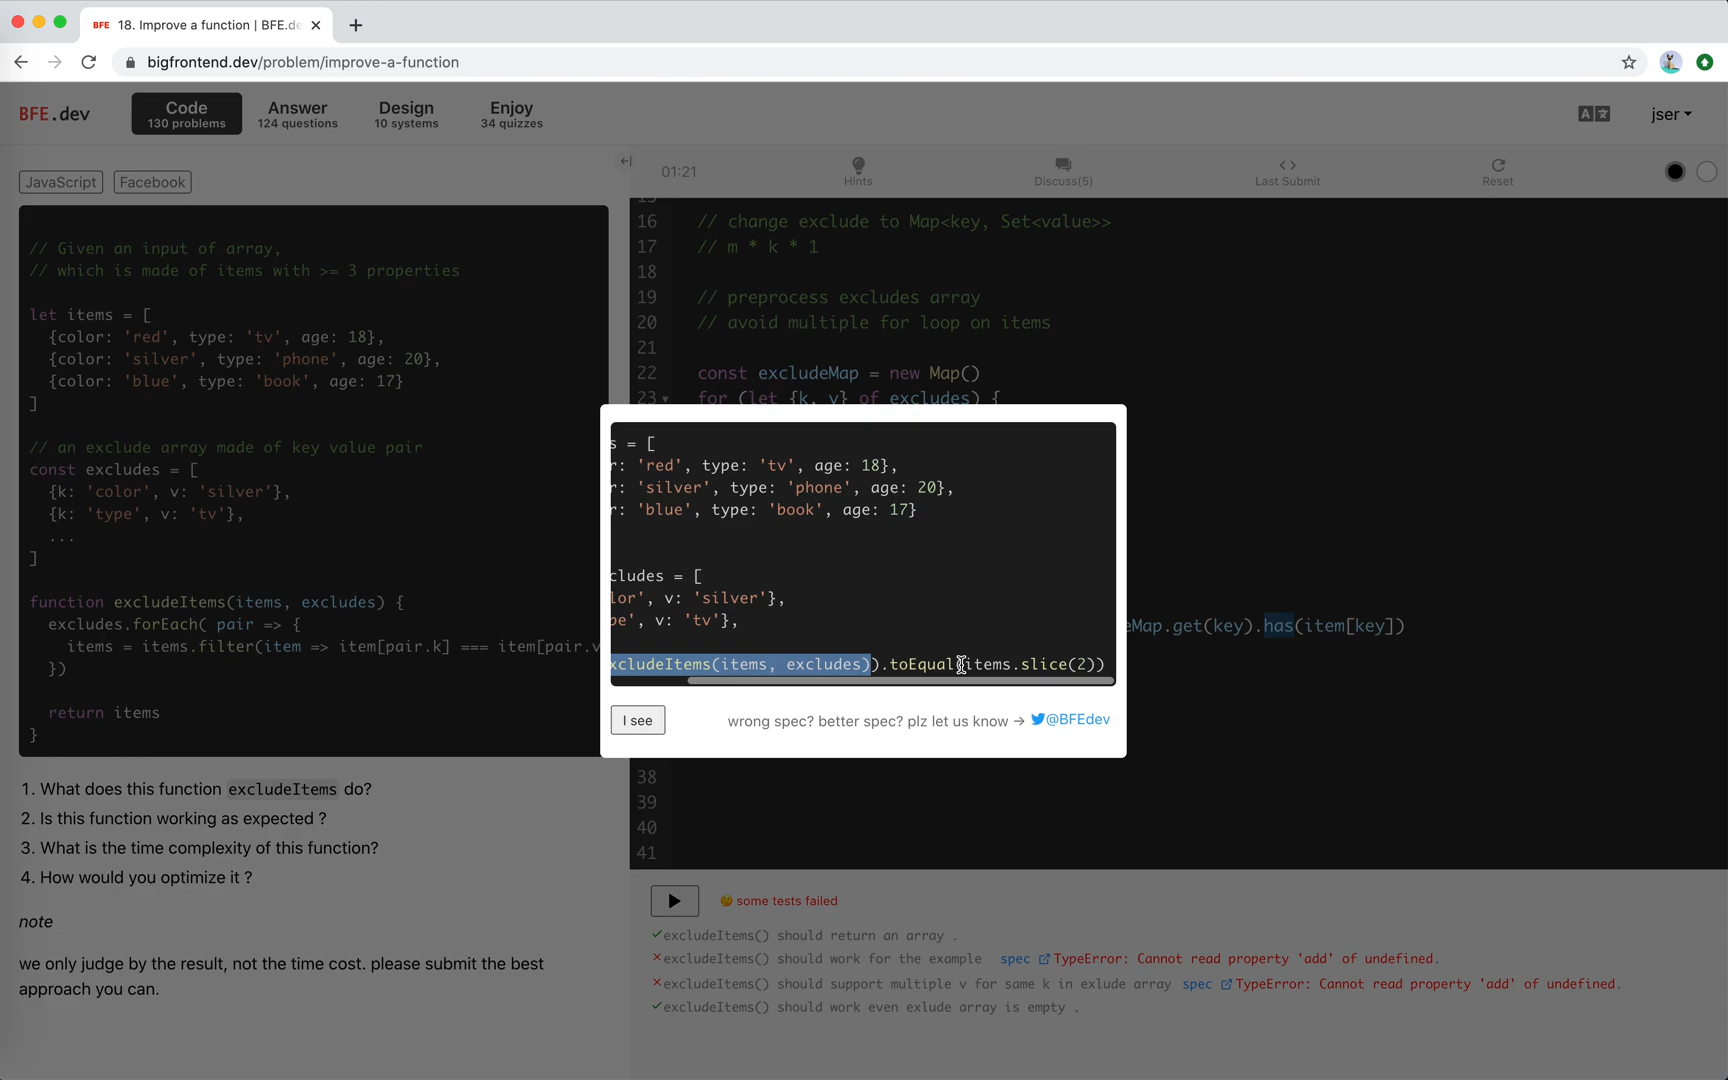 BFE 18. Improve a function | BFE.de
bigfrontend.dev/problem/improve-a-function
BFE.dev
Code
130 problems
Answer
124 questions
Design
10 systems
Enjoy
34 quizzes
jser
JavaScript
Facebook
// Given an input of array,
// which is made of items with >= 3 properties
let items = [
{color: 'red', type: 'tv', age: 18},
{color: 'silver', type: 'phone', age: 20},
{color: 'blue', type: 'book', age: 17}
]
// an exclude array made of key value pair
const excludes = [
{k: 'color', v: 'silver'},
{k: 'type', v: 'tv'},
...
]
function excludeItems(items, excludes) {
excludes.forEach( pair => {
items = items.filter(item => item[pair.k] === item[pair.v
})
return items
}
1. What does this function excludeItems do?
2. Is this function working as expected ?
3. What is the time complexity of this function?
4. How would you optimize it ?
note
we only judge by the result, not the time cost. please submit the best
approach you can.
01:21
Hints
Discuss(5)
Last Submit
Reset
16 // change exclude to Map<key, Set<value>>
17 // m * k * 1
18
19 // preprocess excludes array
20 // avoid multiple for loop on items
21
22 const excludeMap = new Map()
23 for (let {k, v} of excludes) {
s = [
r: 'red', type: 'tv', age: 18},
r: 'silver', type: 'phone', age: 20},
r: 'blue', type: 'book', age: 17}
cludes = [
lor', v: 'silver'},
pe', v: 'tv'},
xcludeItems(items, excludes)).toEqual(items.slice(2))
I see
wrong spec? better spec? plz let us know → @BFEdev
eMap.get(key).has(item[key])
38
39
40
41
some tests failed
excludeItems() should return an array .
excludeItems() should work for the example spec TypeError: Cannot read property 'add' of undefined.
excludeItems() should support multiple v for same k in exlude array spec TypeError: Cannot read property 'add' of undefined.
excludeItems() should work even exlude array is empty .